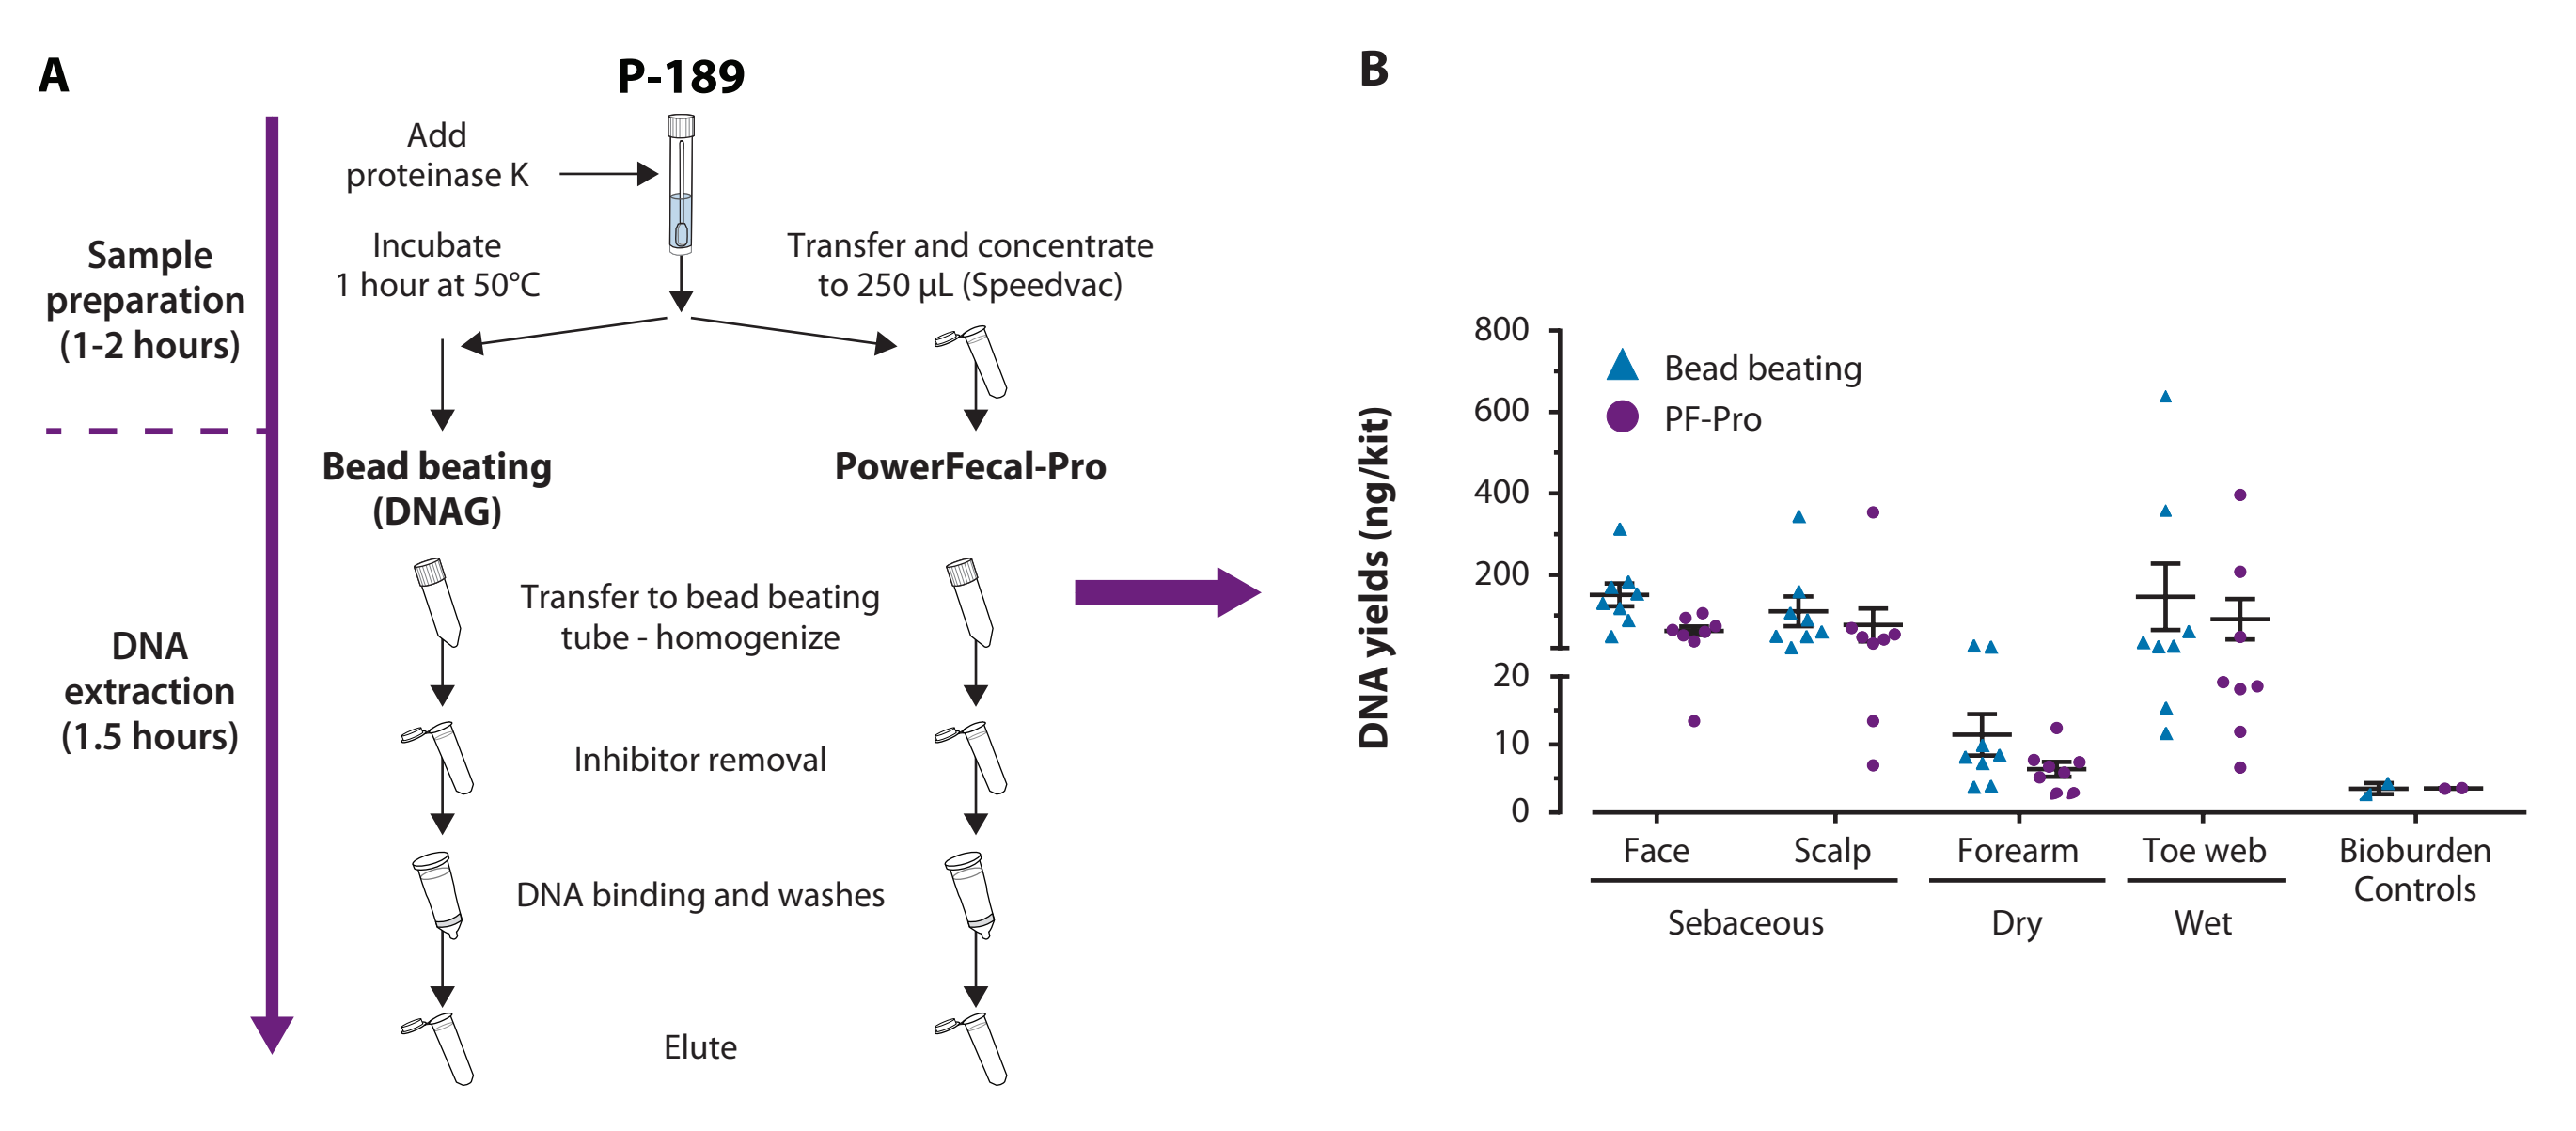 A
P-189
Add
proteinase K
Incubate
1 hour at 50°C
Transfer and concentrate
to 250 µL (Speedvac)
Sample
preparation
(1-2 hours)
Bead beating
(DNAG)
PowerFecal-Pro
DNA
extraction
(1.5 hours)
Transfer to bead beating
tube - homogenize
Inhibitor removal
DNA binding and washes
Elute
B
DNA yields (ng/kit)
800
600
400
200
20
10
0
Bead beating
PF-Pro
Face
Scalp
Forearm
Toe web
Bioburden
Controls
Sebaceous
Dry
Wet